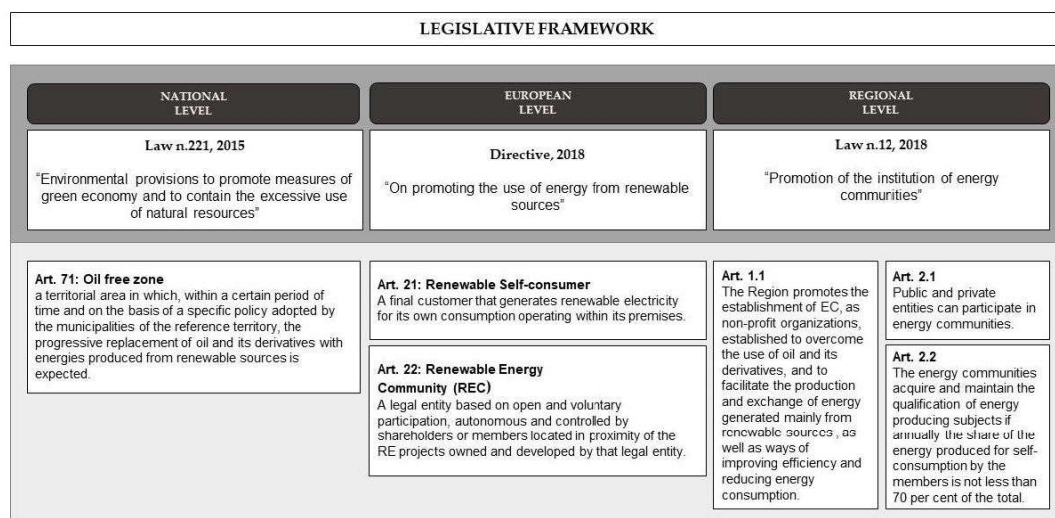 LEGISLATIVE FRAMEWORK
NATIONAL
LEVEL
Law n.221, 2015
“Environmental provisions to promote measures of
green economy and to contain the excessive use
of natural resources”
EUROPEAN
LEVEL
Directive, 2018
“On promoting the use of energy from renewable
sources”
REGIONAL
LEVEL
Law n.12, 2018
“Promotion of the institution of energy
communities”
Art. 71: Oil free zone
a territorial area in which, within a certain period of
time and on the basis of a specific policy adopted by
the municipalities of the reference territory, the
progressive replacement of oil and its derivatives with
energies produced from renewable sources is
expected.
Art. 21: Renewable Self-consumer
A final customer that generates renewable electricity
for its own consumption operating within its premises.
Art. 22: Renewable Energy
Community (REC)
A legal entity based on open and voluntary
participation, autonomous and controlled by
shareholders or members located in proximity of the
RE projects owned and developed by that legal entity.
Art. 1.1
The Region promotes the
establishment of EC, as
non-profit organizations,
established to overcome
the use of oil and its
derivatives, and to
facilitate the production
and exchange of energy
generated mainly from
renewable sources , as
well as ways of
improving efficiency and
reducing energy
consumption.
Art. 2.1
Public and private
entities can participate in
energy communities.
Art. 2.2
The energy communities
acquire and maintain the
qualification of energy
producing subjects if
annually the share of the
energy produced for self-
consumption by the
members is not less than
70 per cent of the total.